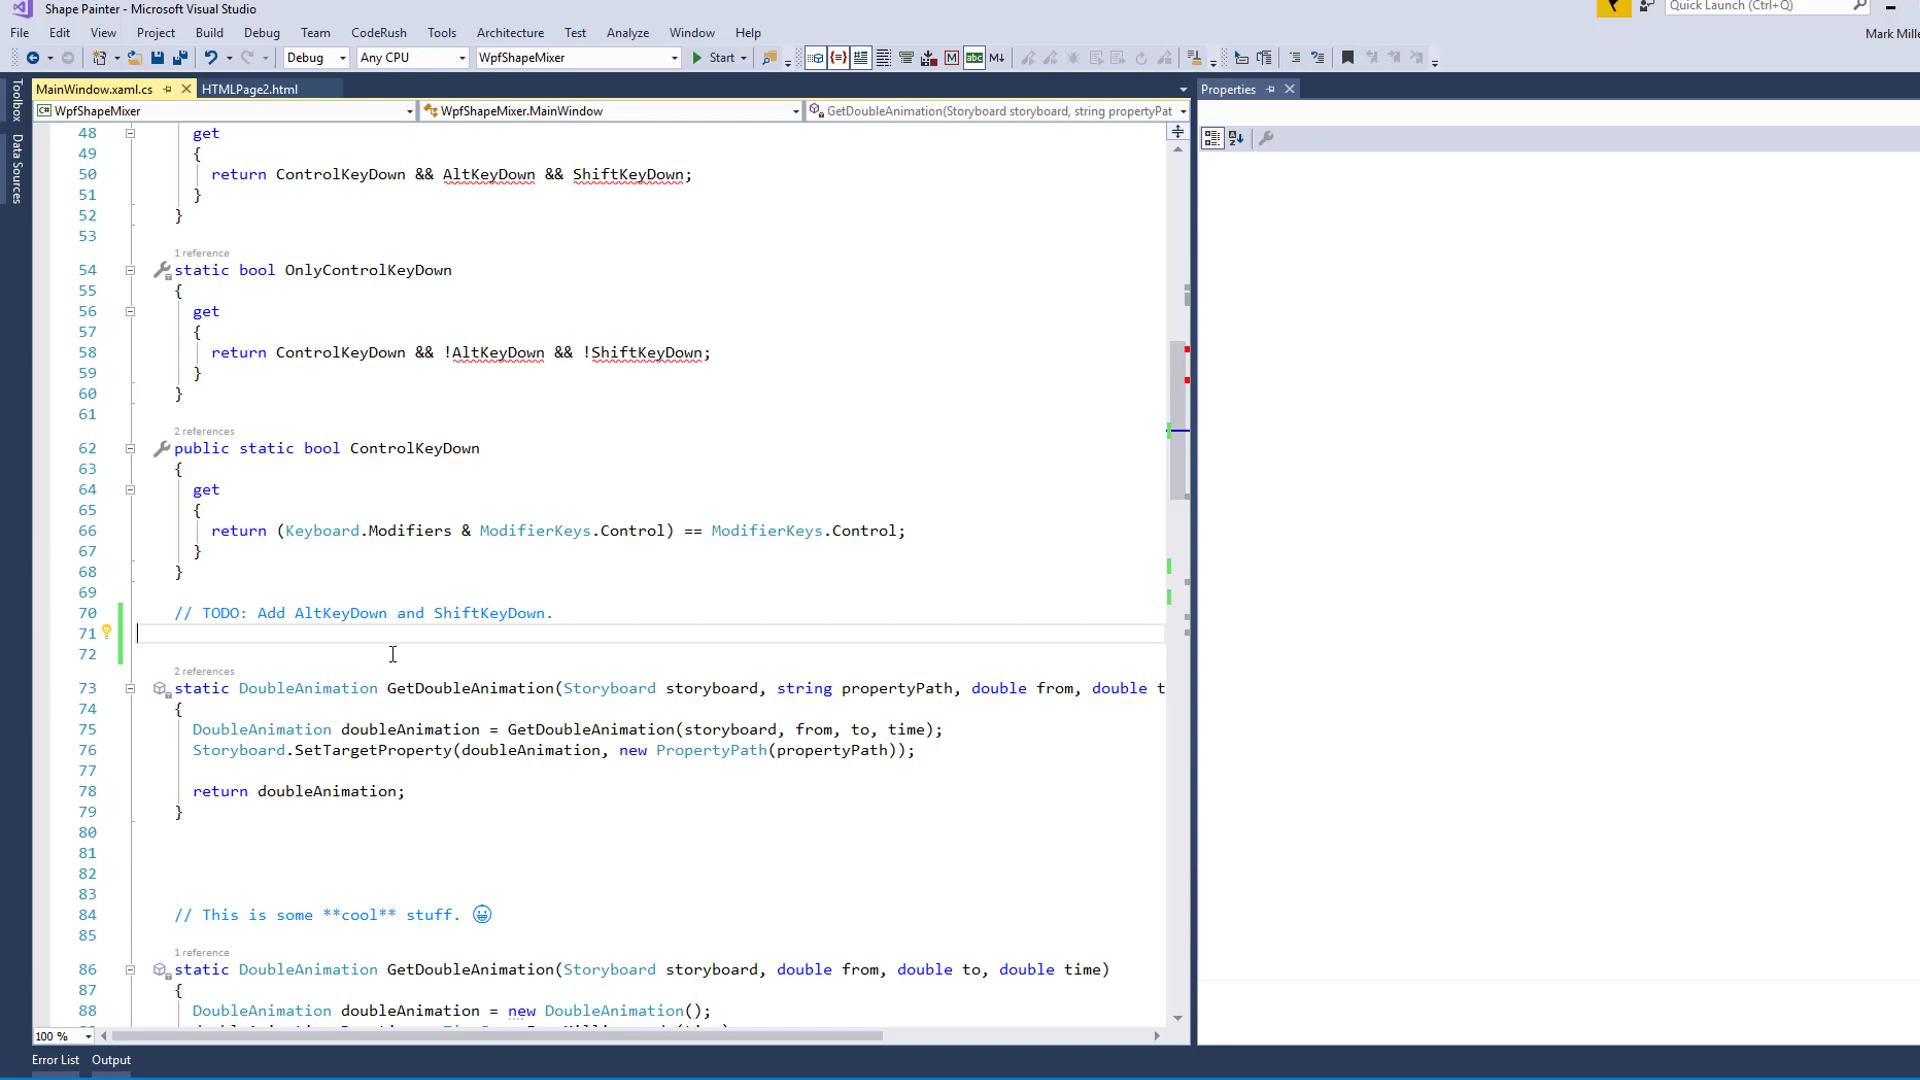 Shape Painter - Microsoft Visual Studio
Quick Launch (Ctrl+Q)
File Edit View Project Build Debug Team CodeRush Tools Architecture Test Analyze Window Help
Mark Mille
Debug Any CPU WpfShapeMixer Start
MainWindow.xaml.cs HTMLPage2.html
Properties
WpfShapeMixer WpfShapeMixer.MainWindow GetDoubleAnimation(Storyboard storyboard, string propertyPat
Toolbox
Data Sources
48 get
49 {
50 return ControlKeyDown && AltKeyDown && ShiftKeyDown;
51 }
52 }
53
1 reference
54 static bool OnlyControlKeyDown
55 {
56 get
57 {
58 return ControlKeyDown && !AltKeyDown && !ShiftKeyDown;
59 }
60 }
61
2 references
62 public static bool ControlKeyDown
63 {
64 get
65 {
66 return (Keyboard.Modifiers & ModifierKeys.Control) == ModifierKeys.Control;
67 }
68 }
69
70 // TODO: Add AltKeyDown and ShiftKeyDown.
71
72
2 references
73 static DoubleAnimation GetDoubleAnimation(Storyboard storyboard, string propertyPath, double from, double t
74 {
75 DoubleAnimation doubleAnimation = GetDoubleAnimation(storyboard, from, to, time);
76 Storyboard.SetTargetProperty(doubleAnimation, new PropertyPath(propertyPath));
77
78 return doubleAnimation;
79 }
80
81
82
83
84 // This is some **cool** stuff. 😀
85
1 reference
86 static DoubleAnimation GetDoubleAnimation(Storyboard storyboard, double from, double to, double time)
87 {
88 DoubleAnimation doubleAnimation = new DoubleAnimation();
100 %
Error List Output